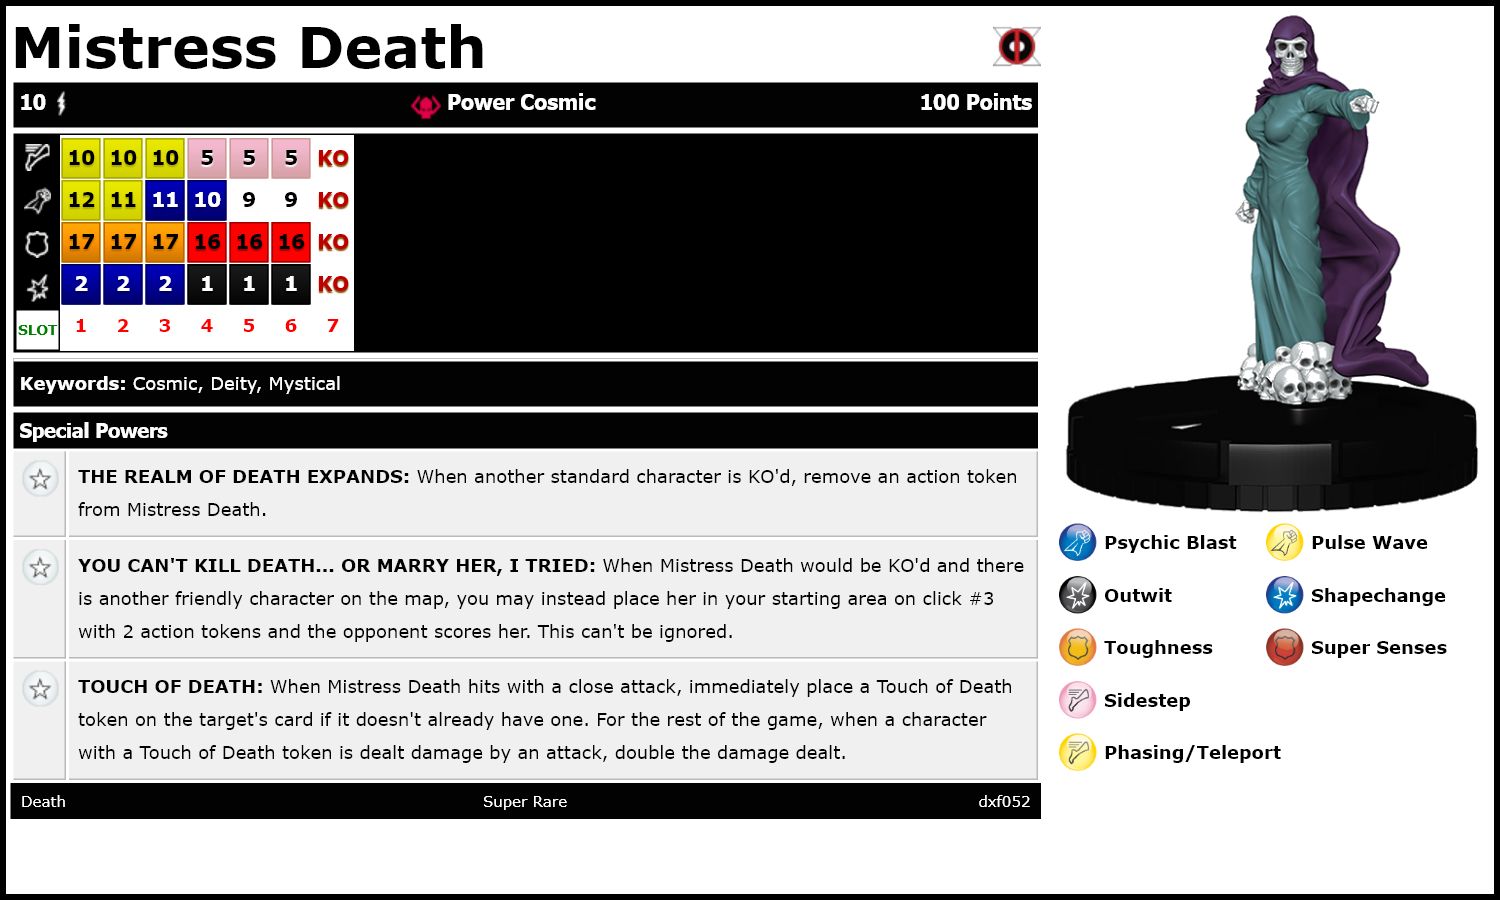 Mistress Death
10 Power Cosmic 100 Points
10 10 10 5 5 5 KO
12 11 11 10 9 9 KO
17 17 17 16 16 16 KO
2 2 2 1 1 1 KO
SLOT 1 2 3 4 5 6 7
Keywords: Cosmic, Deity, Mystical
Special Powers
THE REALM OF DEATH EXPANDS: When another standard character is KO'd, remove an action token
from Mistress Death.
YOU CAN'T KILL DEATH... OR MARRY HER, I TRIED: When Mistress Death would be KO'd and there
is another friendly character on the map, you may instead place her in your starting area on click #3
with 2 action tokens and the opponent scores her. This can't be ignored.
TOUCH OF DEATH: When Mistress Death hits with a close attack, immediately place a Touch of Death
token on the target's card if it doesn't already have one. For the rest of the game, when a character
with a Touch of Death token is dealt damage by an attack, double the damage dealt.
Death Super Rare dxf052
Psychic Blast Pulse Wave
Outwit Shapechange
Toughness Super Senses
Sidestep
Phasing/Teleport